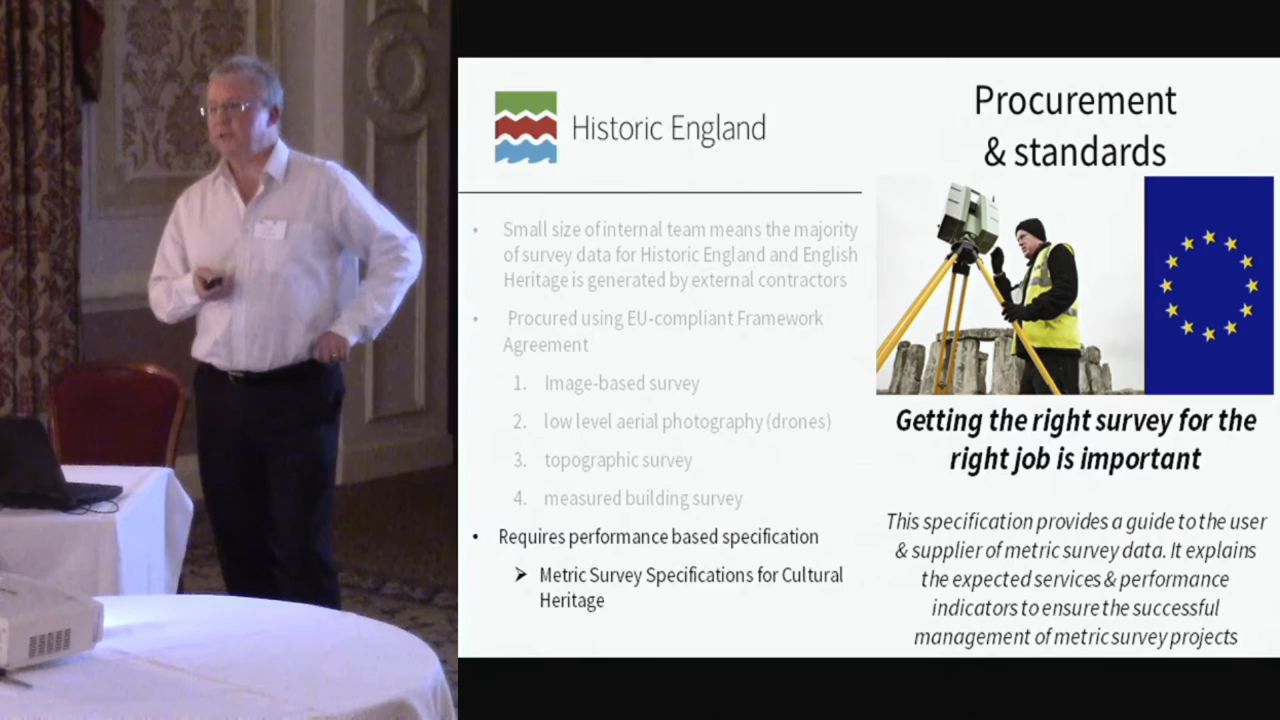 Historic England
Procurement
& standards
• Small size of internal team means the majority
of survey data for Historic England and English
Heritage is generated by external contractors
• Procured using EU-compliant Framework
Agreement
1. Image-based survey
2. low level aerial photography (drones)
3. topographic survey
4. measured building survey
• Requires performance based specification
➢ Metric Survey Specifications for Cultural
Heritage
Getting the right survey for the
right job is important
This specification provides a guide to the user
& supplier of metric survey data. It explains
the expected services & performance
indicators to ensure the successful
management of metric survey projects